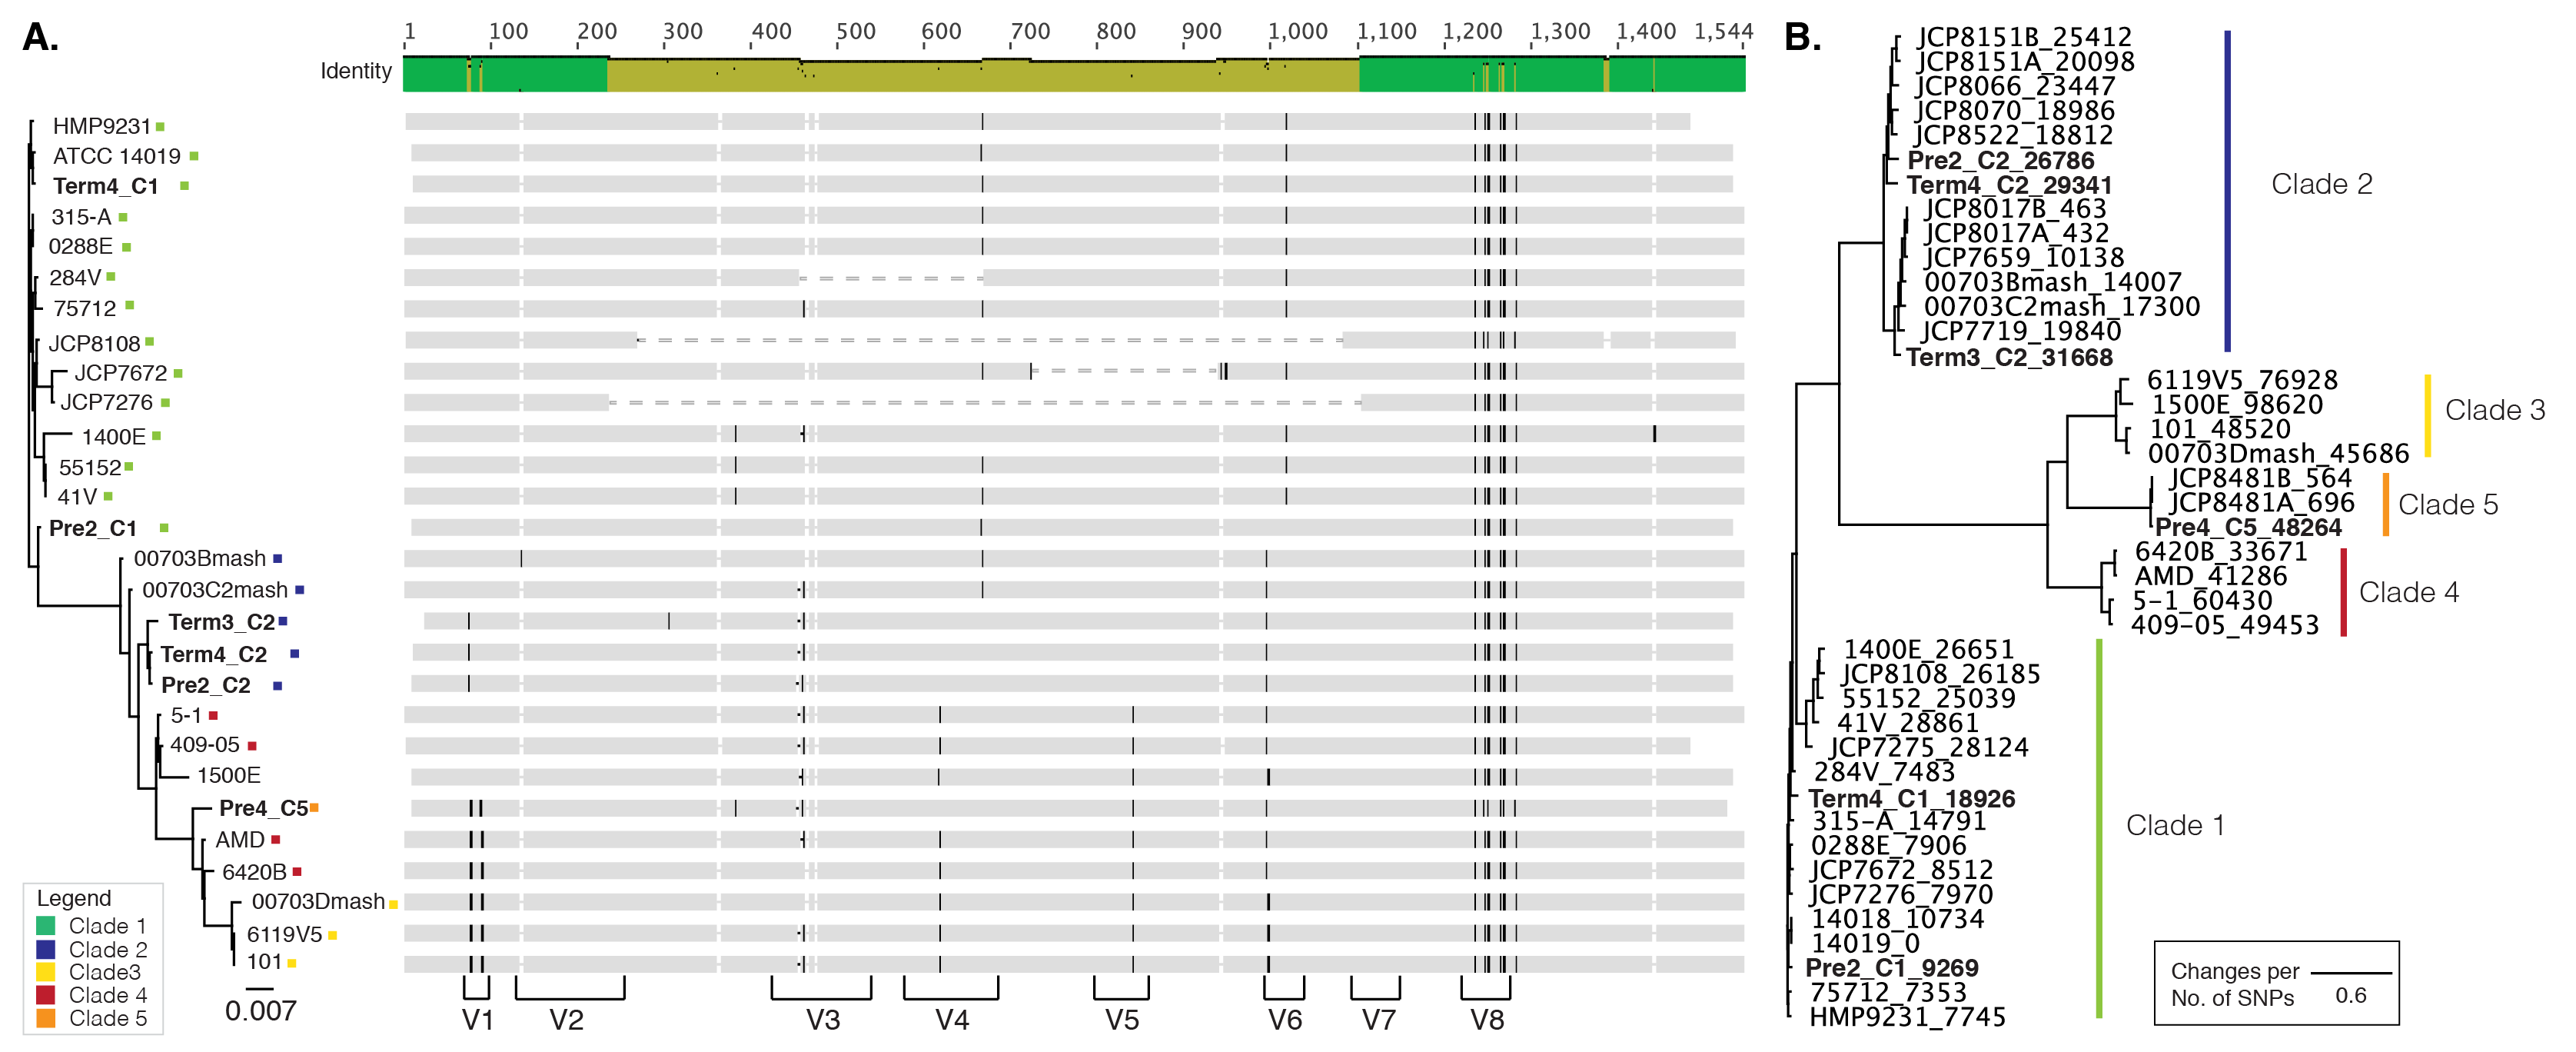 A.
1 100 200 300 400 500 600 700 800 900 1,000 1,100 1,200 1,300 1,400 1,544
Identity
HMP9231
ATCC 14019
Term4_C1
315-A
0288E
284V
75712
JCP8108
JCP7672
JCP7276
1400E
55152
41V
Pre2_C1
00703Bmash
00703C2mash
Term3_C2
Term4_C2
Pre2_C2
5-1
409-05
1500E
Pre4_C5
AMD
6420B
00703Dmash
6119V5
101
0.007
Legend
Clade 1
Clade 2
Clade3
Clade 4
Clade 5
V1 V2 V3 V4 V5 V6 V7 V8
B.
JCP8151B_25412
JCP8151A_20098
JCP8066_23447
JCP8070_18986
JCP8522_18812
Pre2_C2_26786
Term4_C2_29341
JCP8017B_463
JCP8017A_432
JCP7659_10138
00703Bmash_14007
00703C2mash_17300
JCP7719_19840
Term3_C2_31668
Clade 2
6119V5_76928
1500E_98620
101_48520
00703Dmash_45686
Clade 3
JCP8481B_564
JCP8481A_696
Pre4_C5_48264
Clade 5
6420B_33671
AMD_41286
5-1_60430
409-05_49453
Clade 4
1400E_26651
JCP8108_26185
55152_25039
41V_28861
JCP7275_28124
284V_7483
Term4_C1_18926
315-A_14791
0288E_7906
JCP7672_8512
JCP7276_7970
14018_10734
14019_0
Pre2_C1_9269
75712_7353
HMP9231_7745
Clade 1
Changes per
No. of SNPs
0.6